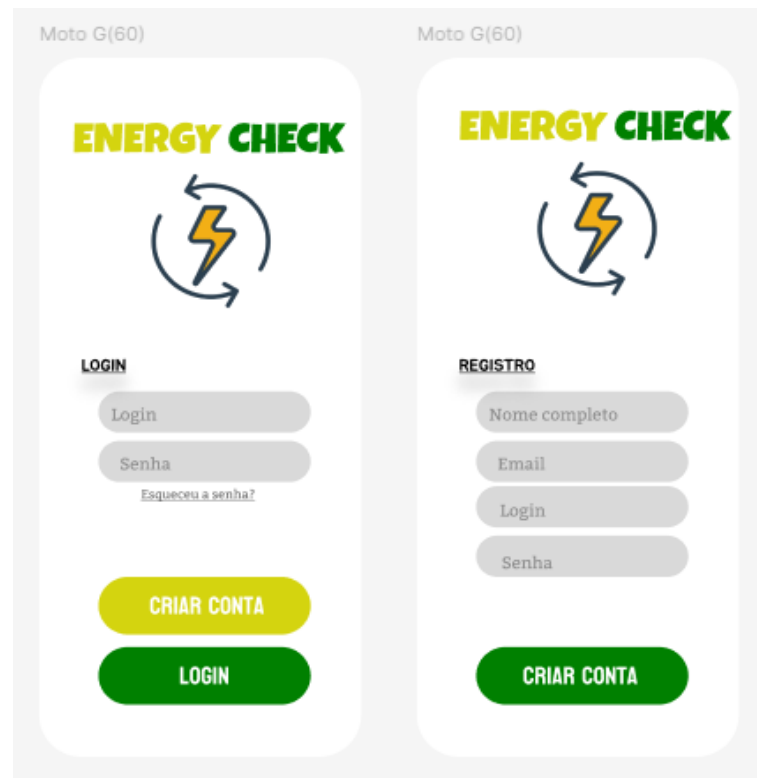 Moto G(60)
ENERGY CHECK
LOGIN
Login
Senha
Esqueceu a senha?
CRIAR CONTA
LOGIN
Moto G(60)
ENERGY CHECK
REGISTRO
Nome completo
Email
Login
Senha
CRIAR CONTA